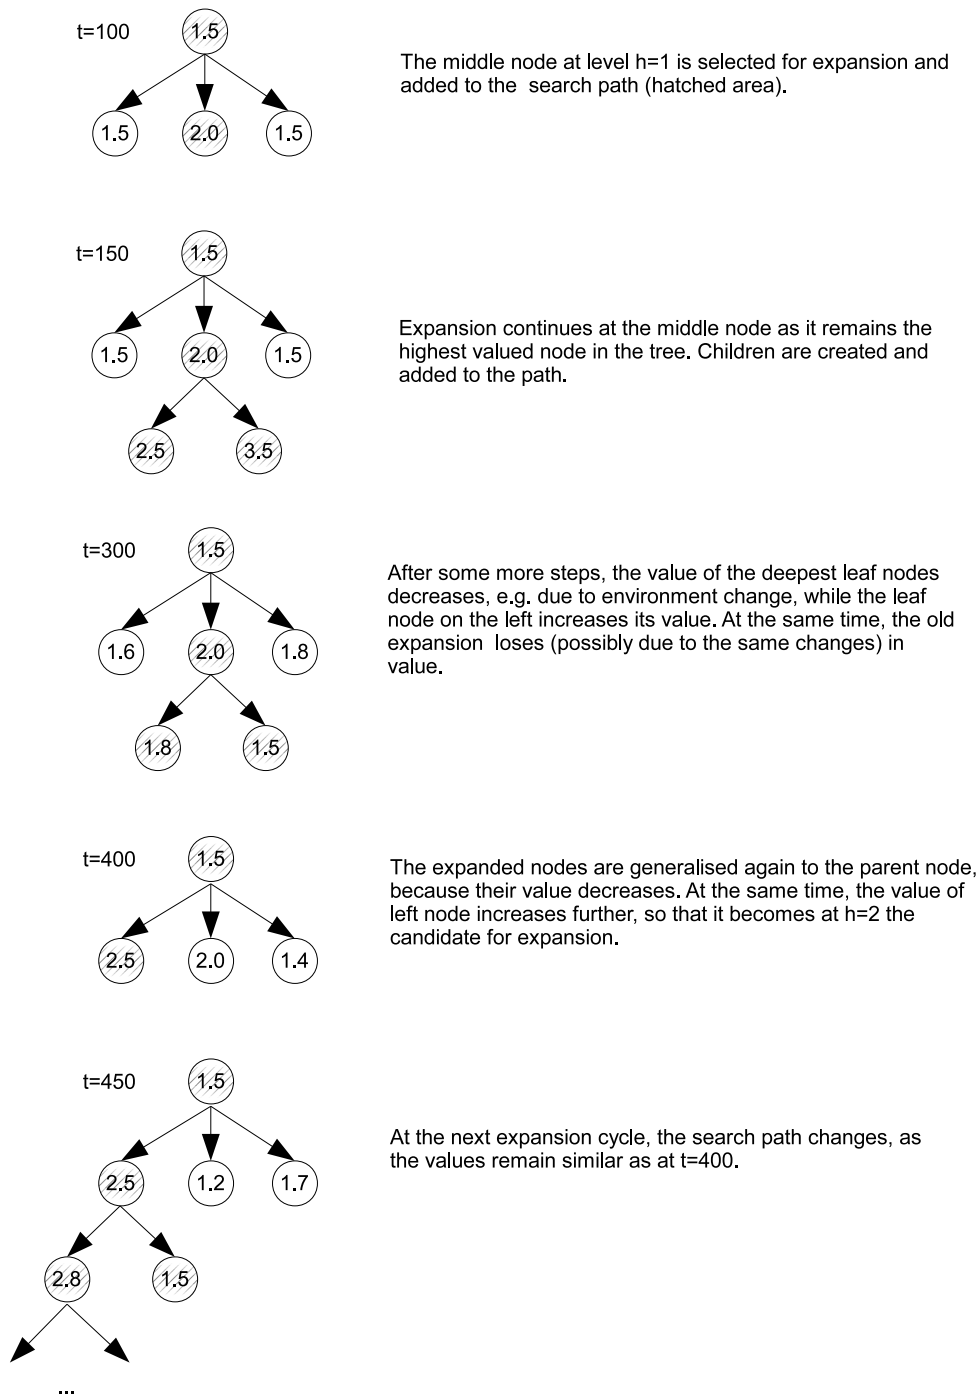 t=100
1.5
The middle node at level h=1 is selected for expansion and
added to the  search path (hatched area).
1.5 2.0 1.5
t=150
1.5
Expansion continues at the middle node as it remains the
highest valued node in the tree. Children are created and
added to the path.
1.5 2.0 1.5
2.5 3.5
t=300
1.5
After some more steps, the value of the deepest leaf nodes
decreases, e.g. due to environment change, while the leaf
node on the left increases its value. At the same time, the old
expansion  loses (possibly due to the same changes) in
value.
1.6 2.0 1.8
1.8 1.5
t=400
1.5
The expanded nodes are generalised again to the parent node,
because their value decreases. At the same time, the value of
left node increases further, so that it becomes at h=2 the
candidate for expansion.
2.5 2.0 1.4
t=450
1.5
At the next expansion cycle, the search path changes, as
the values remain similar as at t=400.
2.5 1.2 1.7
2.8 1.5
...